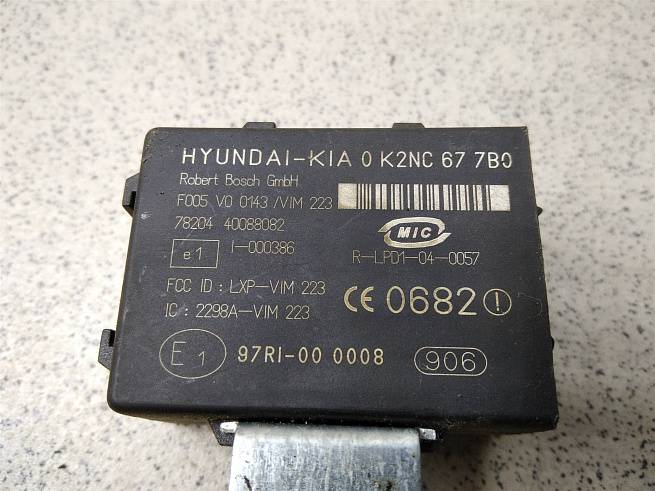 HYUNDAI-KIA 0 K2NC 67 7B0
Robert Bosch GmbH
F005 V0 0143 /VIM 223
78204 40088082
MIC
e1 I-000386
R-LPD1-04-0057
FCC ID : LXP-VIM 223
CE 0682 !
IC : 2298A-VIM 223
E1 97RI-00 0008 906